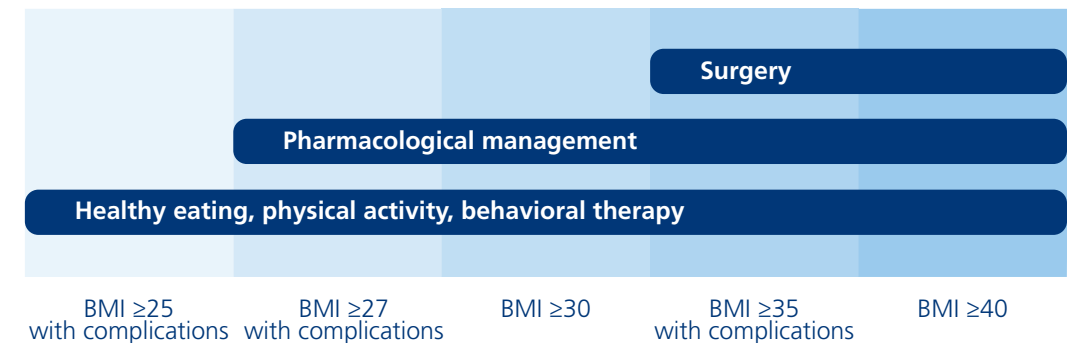 Surgery
Pharmacological management
Healthy eating, physical activity, behavioral therapy
BMI ≥25
with complications
BMI ≥27
with complications
BMI ≥30
BMI ≥35
with complications
BMI ≥40